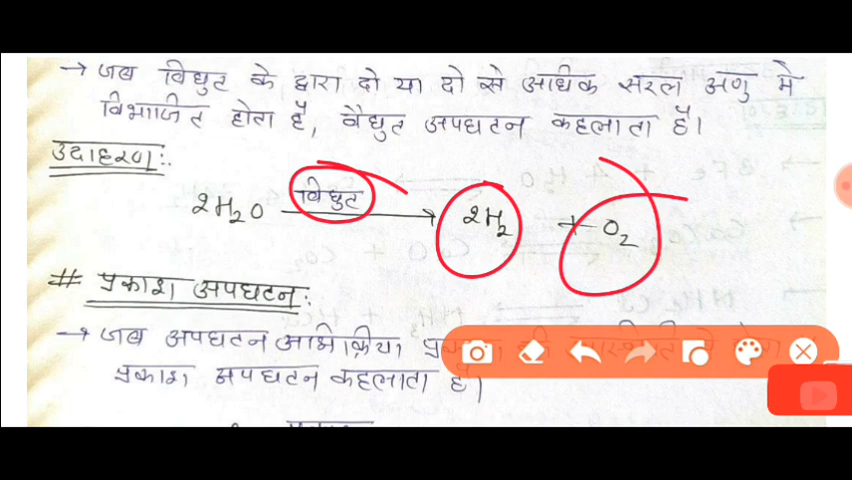 → जब विद्युत के द्वारा दो या दो से अधिक सरल अणु मे
विभाजित होता है, वैद्युत अपघटन कहलाता है।
उदाहरण:.
2H₂O विद्युत → 2H₂ + O₂
# प्रकाश अपघटन:
→ जब अपघटन अभिक्रिया
प्रकाश अपघटन कहलाता है।